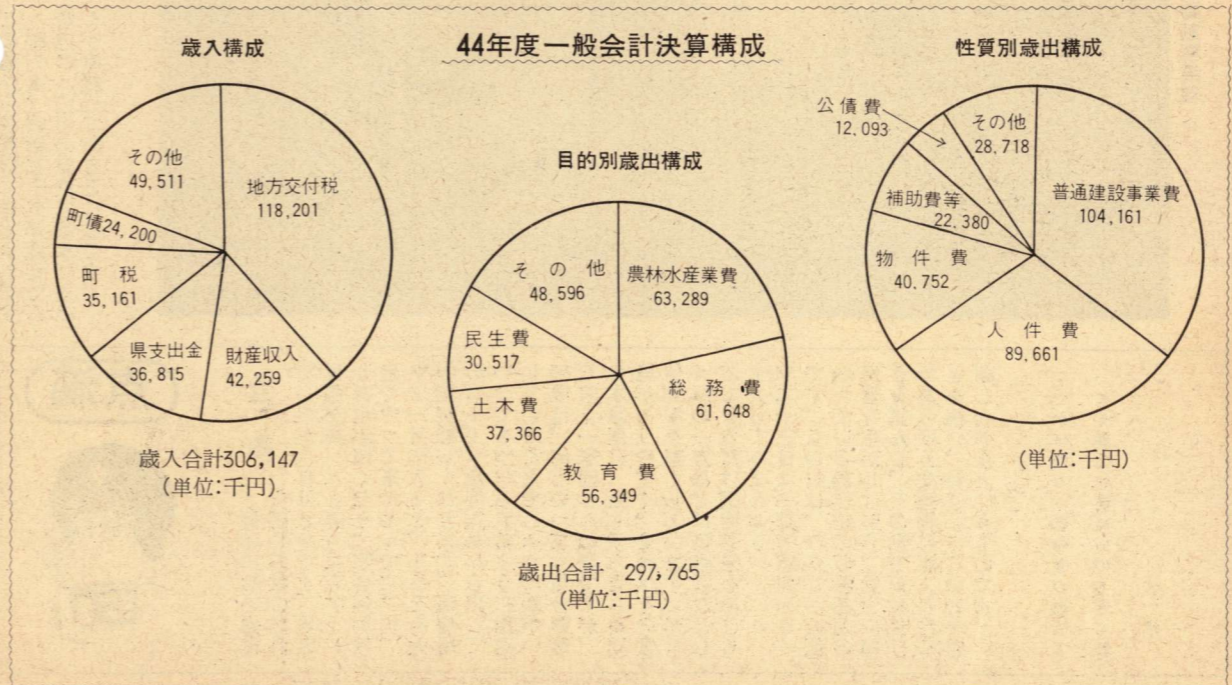 44年度一般会計決算構成
歳入構成
地方交付税
118,201
財産収入
42,259
県支出金
36,815
町税
35,161
町債24,200
その他
49,511
歳入合計306,147
(単位:千円)
目的別歳出構成
農林水産業費
63,289
総務費
61,648
教育費
56,349
土木費
37,366
民生費
30,517
その他
48,596
歳出合計 297,765
(単位:千円)
性質別歳出構成
普通建設事業費
104,161
人件費
89,661
物件費
40,752
補助費等
22,380
公債費
12,093
その他
28,718
(単位:千円)